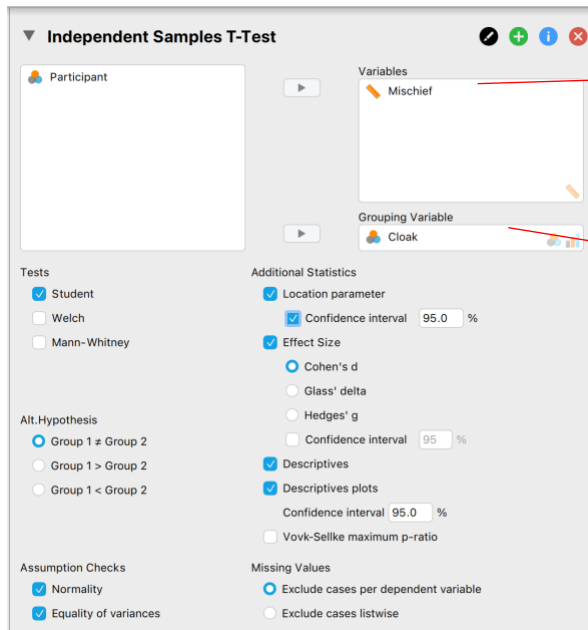 Independent Samples T-Test
Participant
Variables
Mischief
Grouping Variable
Cloak
Tests
Student
Welch
Mann-Whitney
Alt.Hypothesis
Group 1 ≠ Group 2
Group 1 > Group 2
Group 1 < Group 2
Assumption Checks
Normality
Equality of variances
Additional Statistics
Location parameter
Confidence interval 95.0 %
Effect Size
Cohen's d
Glass' delta
Hedges' g
Confidence interval 95 %
Descriptives
Descriptives plots
Confidence interval 95.0 %
Vovk-Sellke maximum p-ratio
Missing Values
Exclude cases per dependent variable
Exclude cases listwise